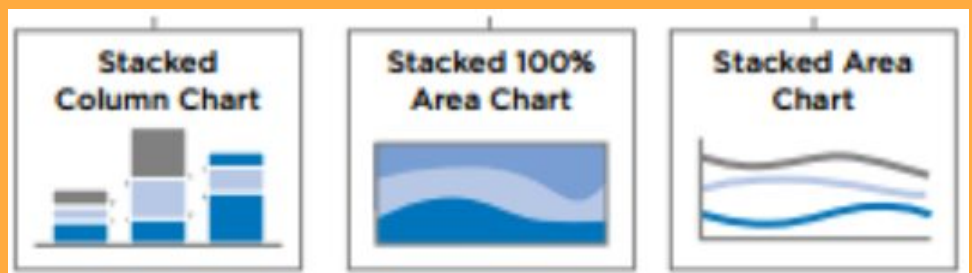 Stacked
Column Chart
Stacked 100%
Area Chart
Stacked Area
Chart